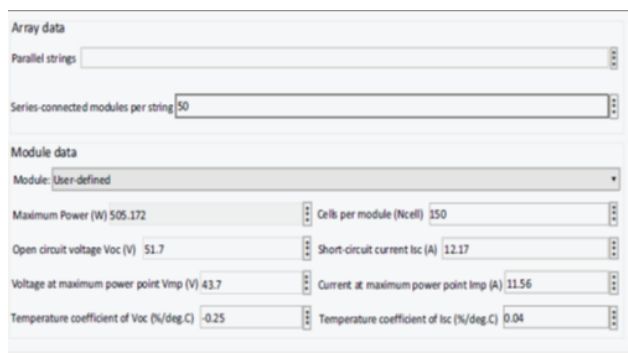 Array data
Parallel strings
Series-connected modules per string 50
Module data
Module: User-defined
Maximum Power (W) 505.172 Cells per module (Ncell) 150
Open circuit voltage Voc (V) 51.7 Short-circuit current Isc (A) 12.17
Voltage at maximum power point Vmp (V) 43.7 Current at maximum power point Imp (A) 11.56
Temperature coefficient of Voc (%/deg.C) -0.25 Temperature coefficient of Isc (%/deg.C) 0.04